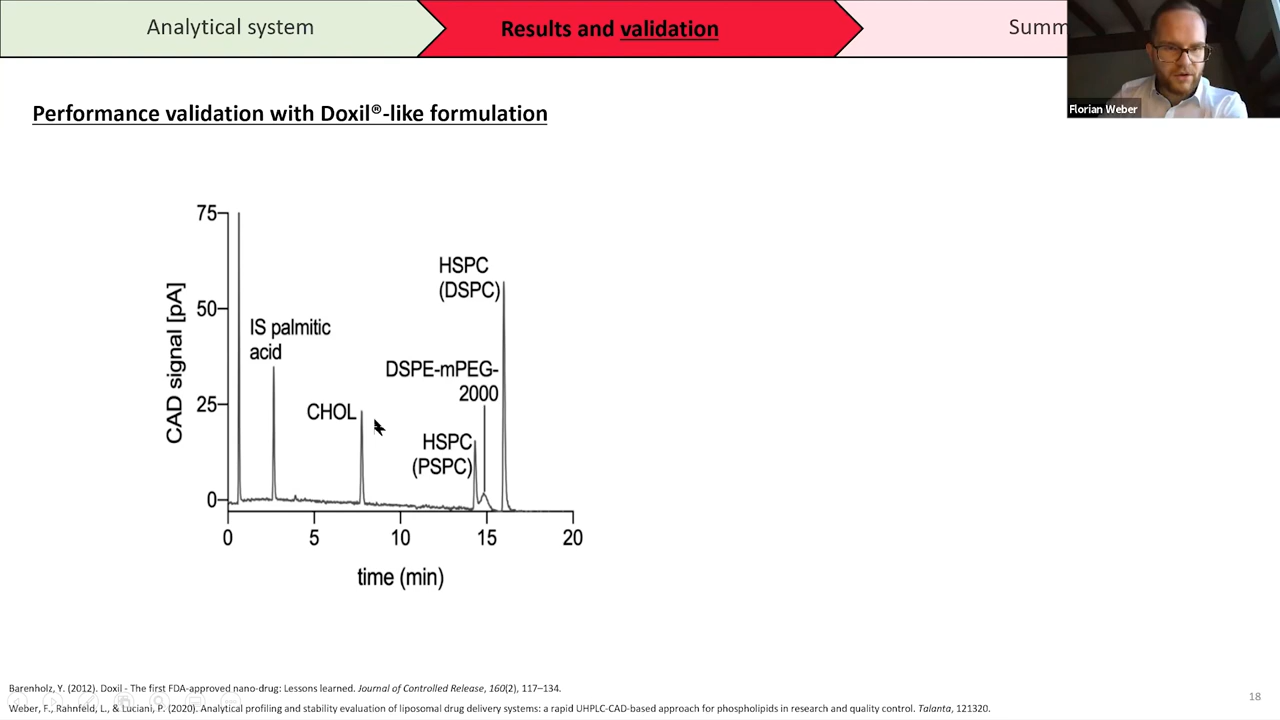 Analytical system
Results and validation
Summ
Florian Weber
Performance validation with Doxil®-like formulation
75
50
25
0
CAD signal [pA]
IS palmitic
acid
CHOL
HSPC
(PSPC)
DSPE-mPEG-
2000
HSPC
(DSPC)
0
5
10
15
20
time (min)
Barenholz, Y. (2012). Doxil - The first FDA-approved nano-drug: Lessons learned. Journal of Controlled Release, 160(2), 117–134.
Weber, F., Rahnfeld, L., & Luciani, P. (2020). Analytical profiling and stability evaluation of liposomal drug delivery systems: a rapid UHPLC-CAD-based approach for phospholipids in research and quality control. Talanta, 121320.
18